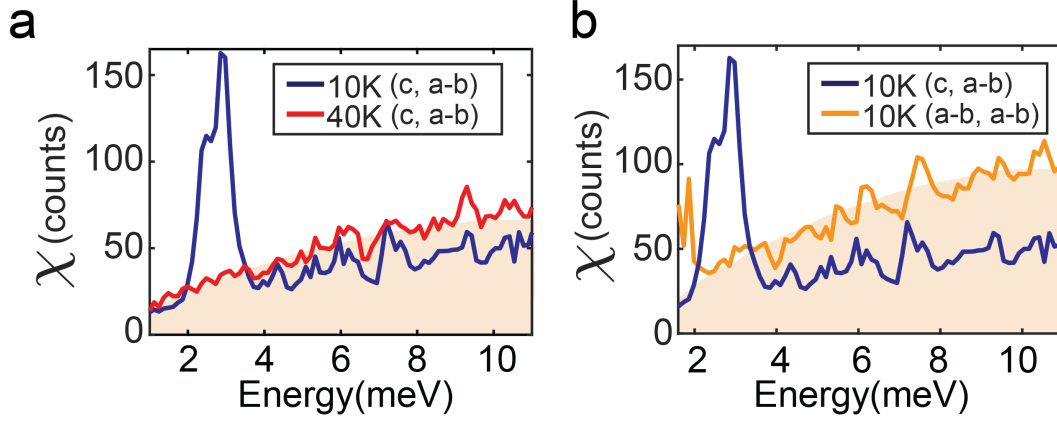 a
150
100
50
0
χ(counts)
10K (c, a-b)
40K (c, a-b)
2 4 6 8 10
Energy(meV)
b
150
100
50
0
χ(counts)
10K (c, a-b)
10K (a-b, a-b)
2 4 6 8 10
Energy(meV)